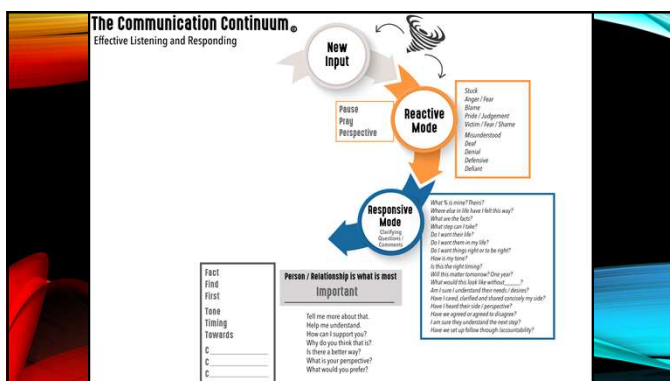 The Communication Continuum®
Effective Listening and Responding
New
Input
Pause
Pray
Perspective
Reactive
Mode
Stuck
Anger / Fear
Blame
Pride / Judgement
Victim / Fear / Shame
Misunderstood
Deaf
Denial
Defensive
Defiant
Responsive
Mode
Clarifying
Questions /
Comments
What % is mine? Theirs?
Where else in life have I felt this way?
What are the facts?
What step can I take?
Do I want their life?
Do I want them in my life?
Do I want things right or to be right?
How is my tone?
Is this the right timing?
Will this matter tomorrow? One year?
What would this look like without_____?
Am I sure I understand their needs / desires?
Have I owned, clarified and shared concisely my side?
Have I heard their side / perspective?
Have we agreed or agreed to disagree?
I am sure they understand the next step?
Have we set up follow through /accountability?
Fact
Find
First
Tone
Timing
Towards
C____________
C____________
C____________
Person / Relationship is what is most
Important
Tell me more about that.
Help me understand.
How can I support you?
Why do you think that is?
Is there a better way?
What is your perspective?
What would you prefer?